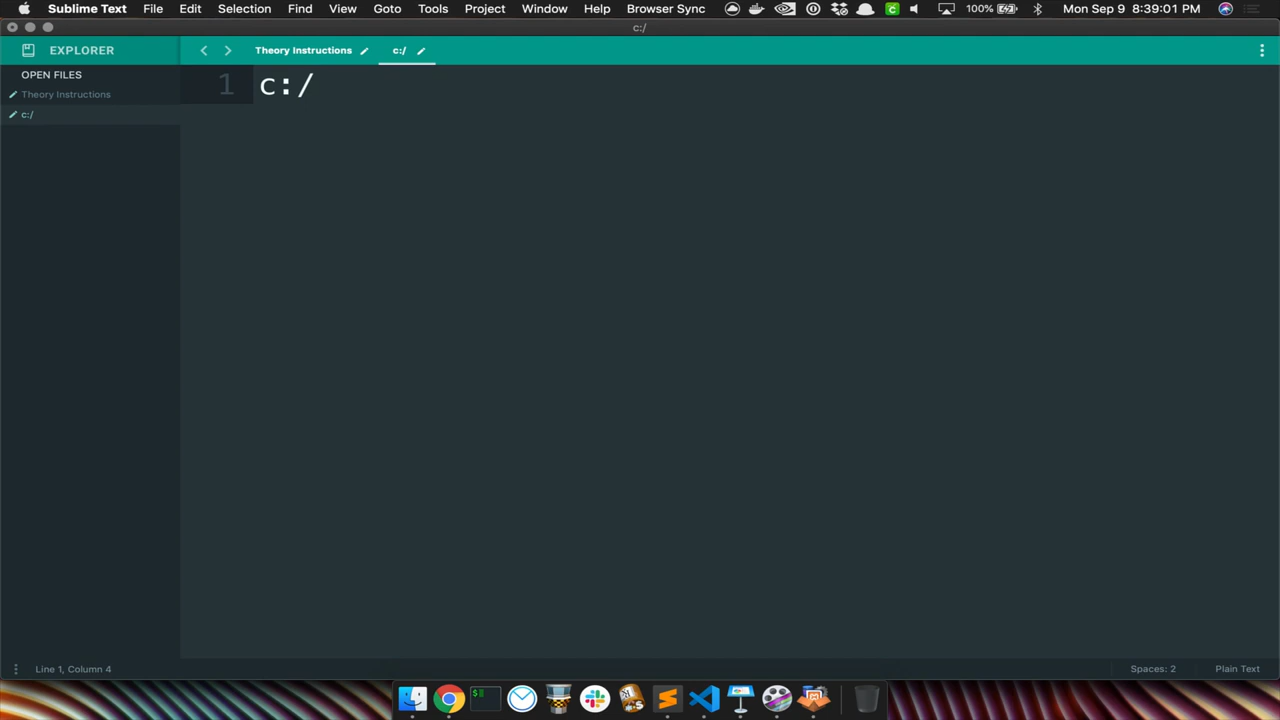 Sublime Text File Edit Selection Find View Goto Tools Project Window Help Browser Sync 100% Mon Sep 9 8:39:01 PM
c:/
EXPLORER
Theory Instructions c:/
OPEN FILES
Theory Instructions
c:/
1 c:/
Line 1, Column 4
Spaces: 2 Plain Text